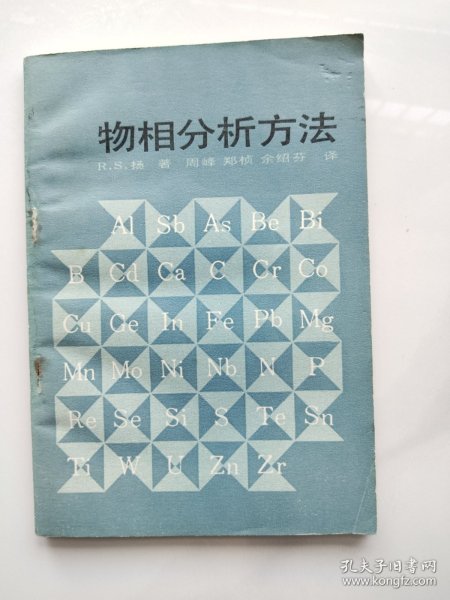 物相分析方法
R.S.扬 著 周峰 郑桢 余绍芬 译
Al Sb As Be Bi
B Cd Ca C Cr Co
Cu Ge In Fe Pb Mg
Mn Mo Ni Nb N P
Re Se Si S Te Sn
Ti W U Zn Zr
孔夫子旧书网
www.kongfz.com